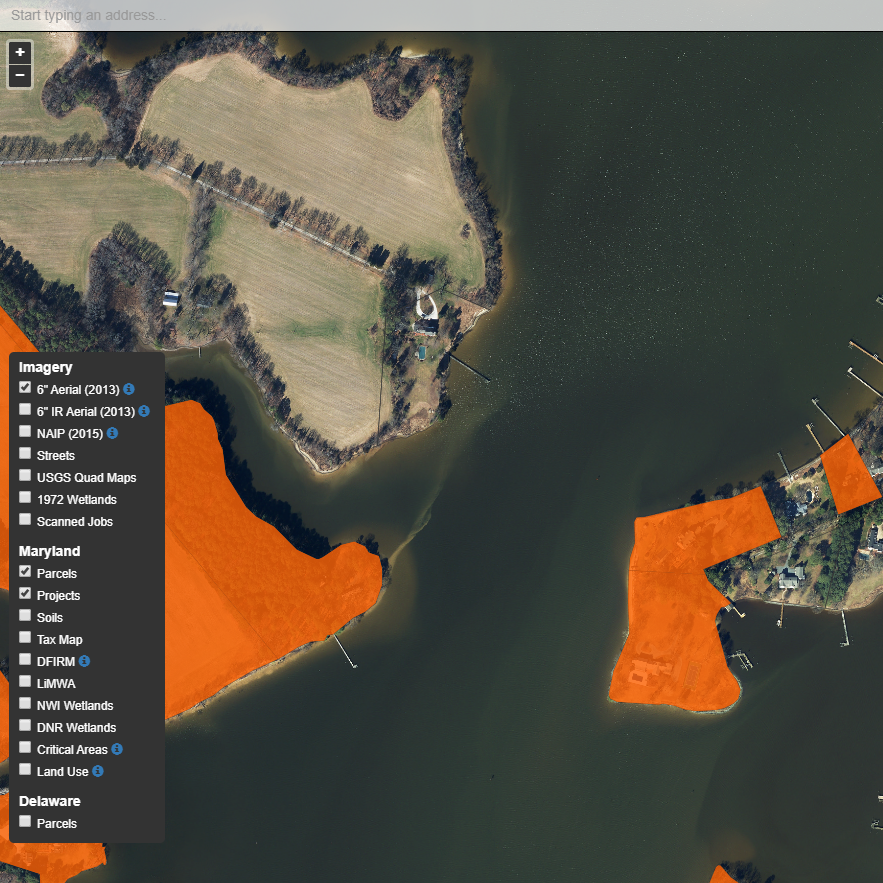 Start typing an address...
+
−
Imagery
6" Aerial (2013)
6" IR Aerial (2013)
NAIP (2015)
Streets
USGS Quad Maps
1972 Wetlands
Scanned Jobs
Maryland
Parcels
Projects
Soils
Tax Map
DFIRM
LiMWA
NWI Wetlands
DNR Wetlands
Critical Areas
Land Use
Delaware
Parcels